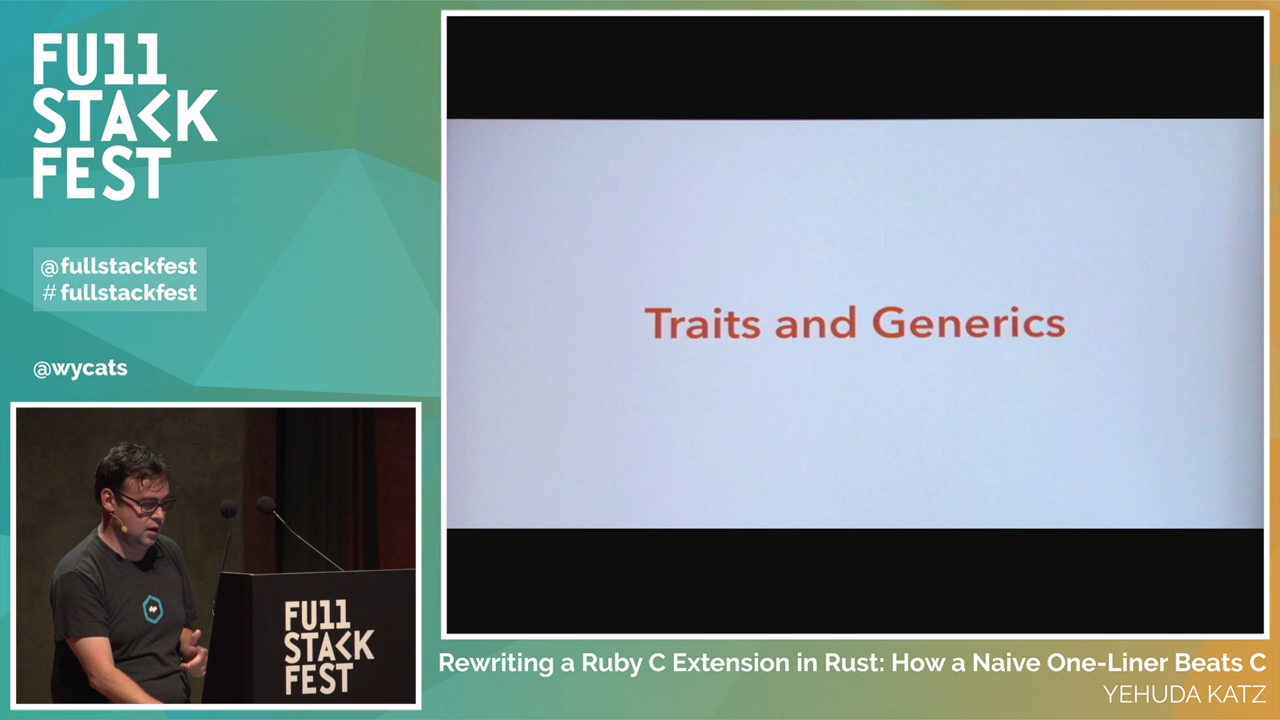 FU11
STACK
FEST
@fullstackfest
# fullstackfest
@wycats
Traits and Generics
FU11
STACK
FEST
Rewriting a Ruby C Extension in Rust: How a Naive One-Liner Beats C
YEHUDA KATZ